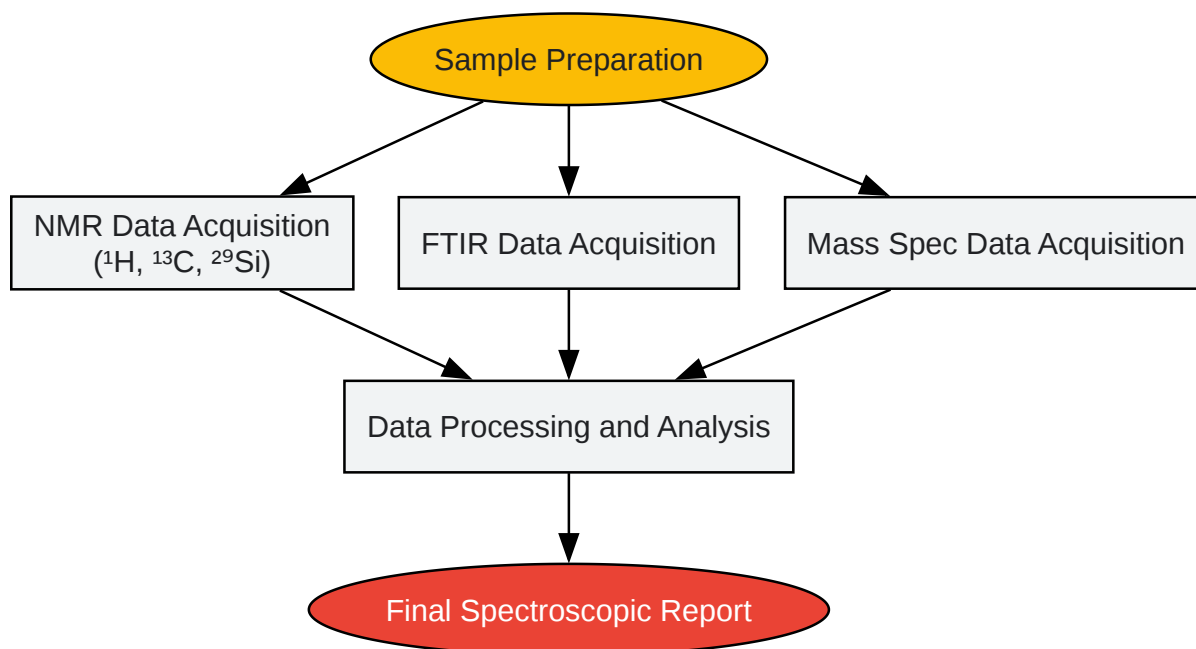 Sample Preparation
NMR Data Acquisition
(¹H, ¹³C, ²⁹Si)
FTIR Data Acquisition
Mass Spec Data Acquisition
Data Processing and Analysis
Final Spectroscopic Report